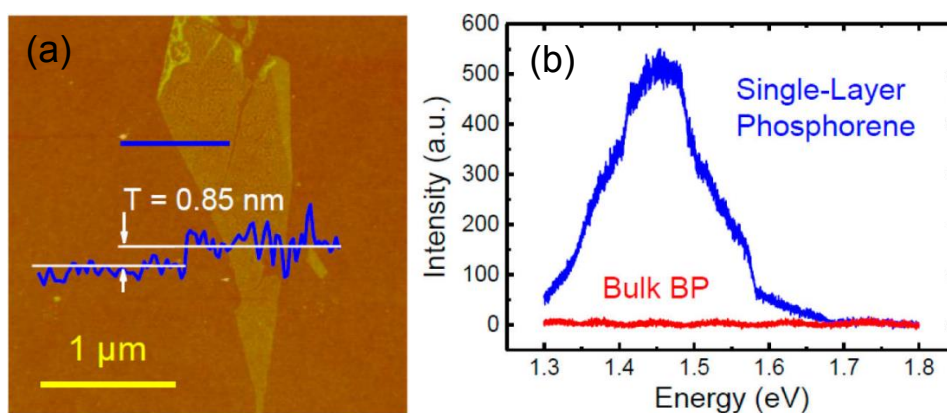 (a)
T = 0.85 nm
1 μm
(b)
Intensity (a.u.)
600
500
400
300
200
100
0
Single-Layer
Phosphorene
Bulk BP
1.3 1.4 1.5 1.6 1.7 1.8
Energy (eV)